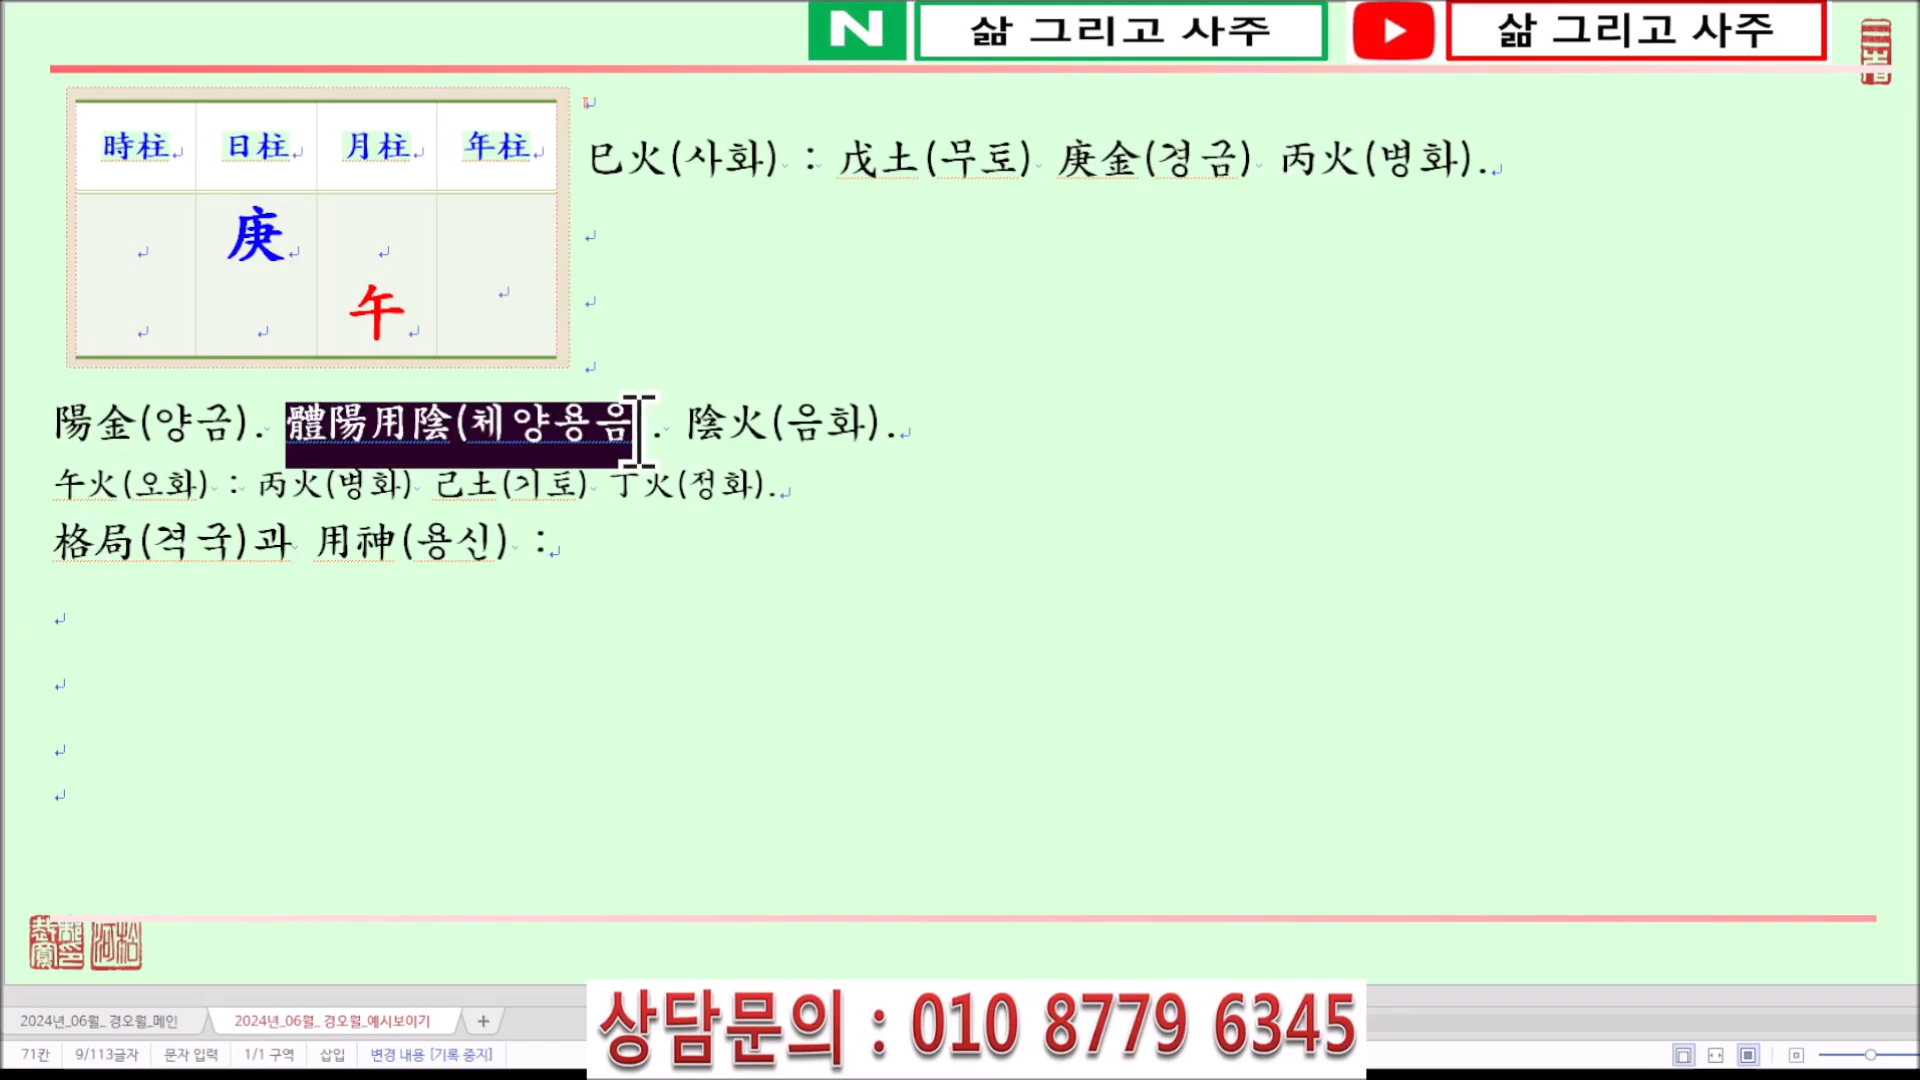 N 삶 그리고 사주 삶 그리고 사주
時柱 日柱 月柱 年柱
庚
午
巳火(사화) : 戊土(무토) 庚金(경금) 丙火(병화).
陽金(양금). 體陽用陰(체양용음 . 陰火(음화).
午火(오화) : 丙火(병화) 己土(기토) 丁火(정화).
格局(격국)과 用神(용신) :
2024년_06월_ 경오월_메인 2024년_06월_ 경오월_예시보이기 +
71칸 9/113글자 문자 입력 1/1 구역 삽입 변경 내용 [기록 중지]
상담문의 : 010 8779 6345